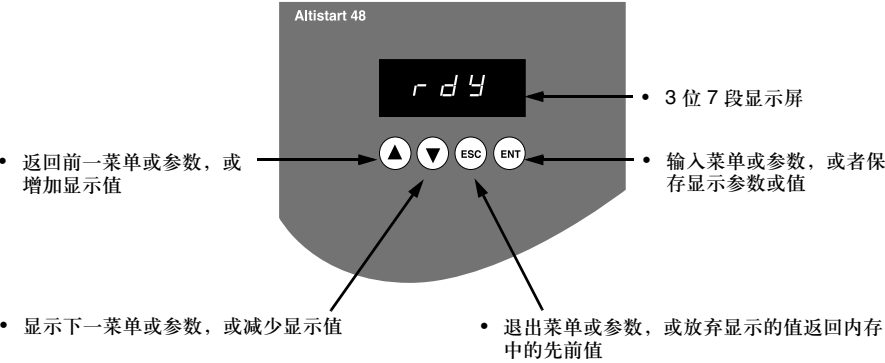 Altistart 48
rdY
• 3 位 7 段显示屏
ESC
ENT
• 返回前一菜单或参数，或
增加显示值
• 输入菜单或参数，或者保
存显示参数或值
• 显示下一菜单或参数，或减少显示值
• 退出菜单或参数，或放弃显示的值返回内存
中的先前值